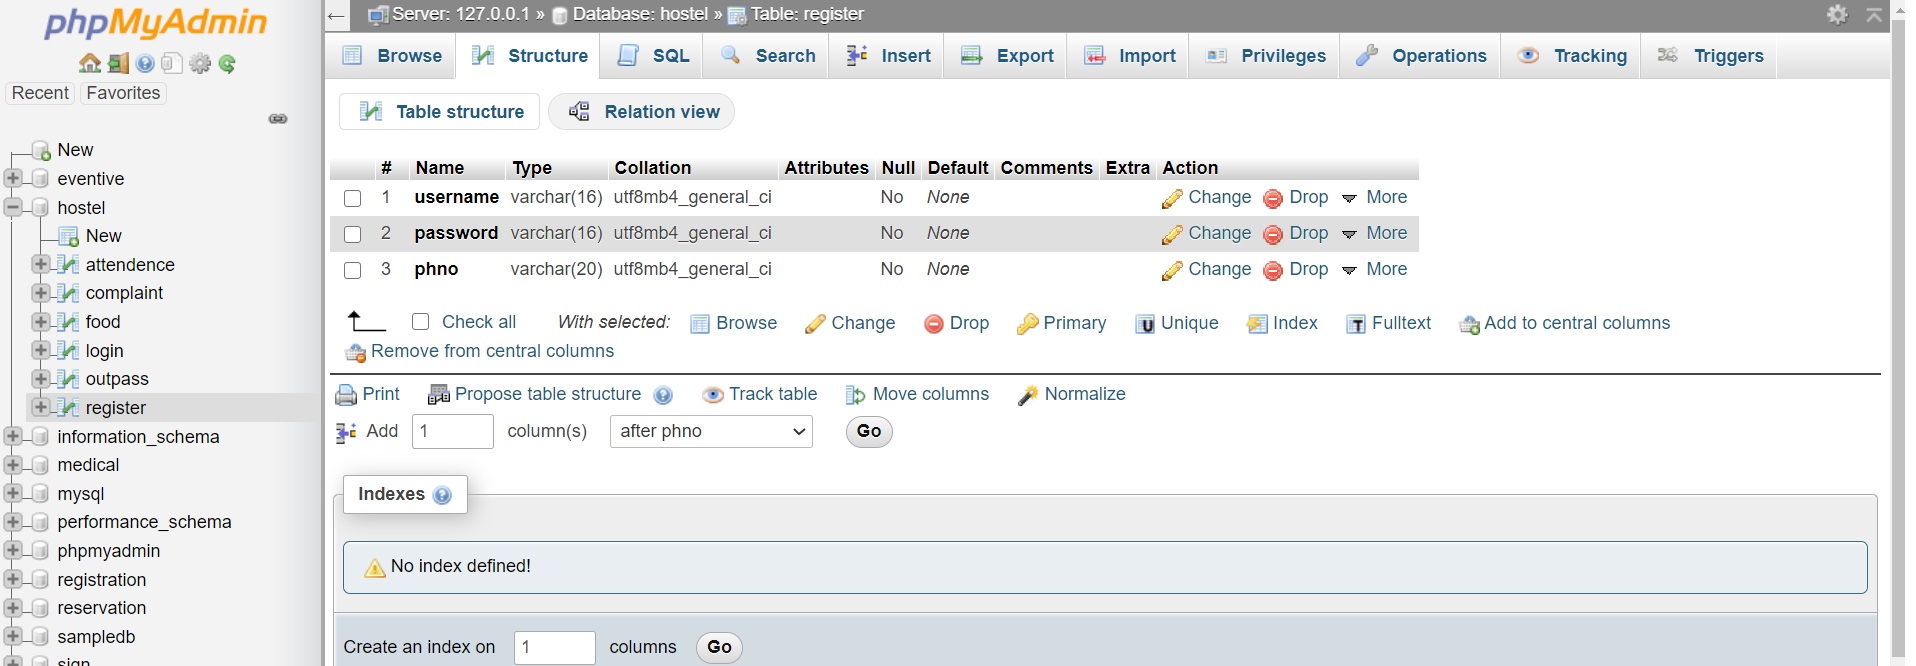 phpMyAdmin
Recent Favorites
New
eventive
hostel
New
attendence
complaint
food
login
outpass
register
information_schema
medical
mysql
performance_schema
phpmyadmin
registration
reservation
sampledb
sign
Server: 127.0.0.1 » Database: hostel » Table: register
Browse Structure SQL Search Insert Export Import Privileges Operations Tracking Triggers
Table structure Relation view
# Name Type Collation Attributes Null Default Comments Extra Action
1 username varchar(16) utf8mb4_general_ci No None Change Drop More
2 password varchar(16) utf8mb4_general_ci No None Change Drop More
3 phno varchar(20) utf8mb4_general_ci No None Change Drop More
Check all With selected: Browse Change Drop Primary Unique Index Fulltext Add to central columns
Remove from central columns
Print Propose table structure Track table Move columns Normalize
Add 1 column(s) after phno Go
Indexes
No index defined!
Create an index on 1 columns Go